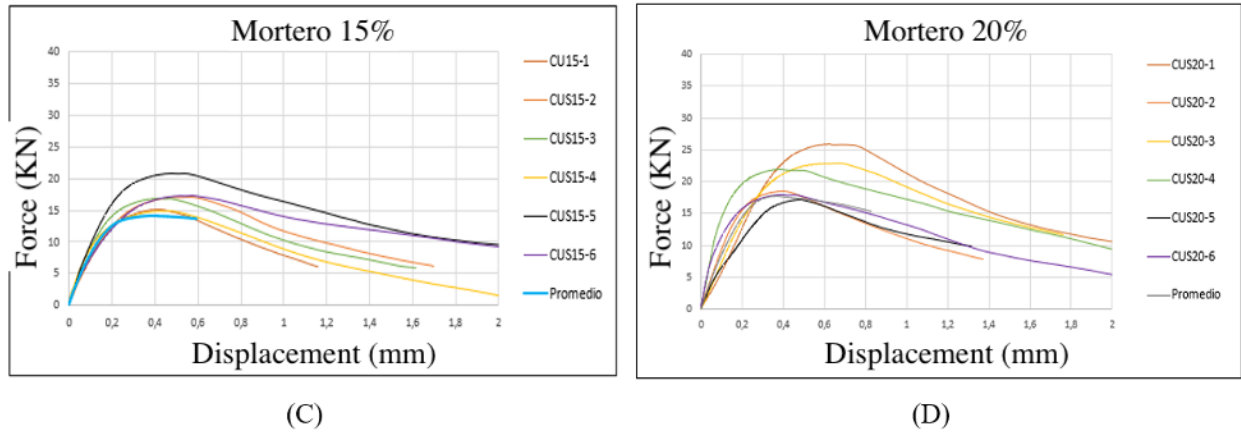 Mortero 15%
Force (KN)
40
35
30
25
20
15
10
5
0
0 0,2 0,4 0,6 0,8 1 1,2 1,4 1,6 1,8 2
Displacement (mm)
CU15-1
CUS15-2
CUS15-3
CUS15-4
CUS15-5
CUS15-6
Promedio
(C)
Mortero 20%
Force (KN)
40
35
30
25
20
15
10
5
0
0 0,2 0,4 0,6 0,8 1 1,2 1,4 1,6 1,8 2
Displacement (mm)
CUS20-1
CUS20-2
CUS20-3
CUS20-4
CUS20-5
CUS20-6
Promedio
(D)